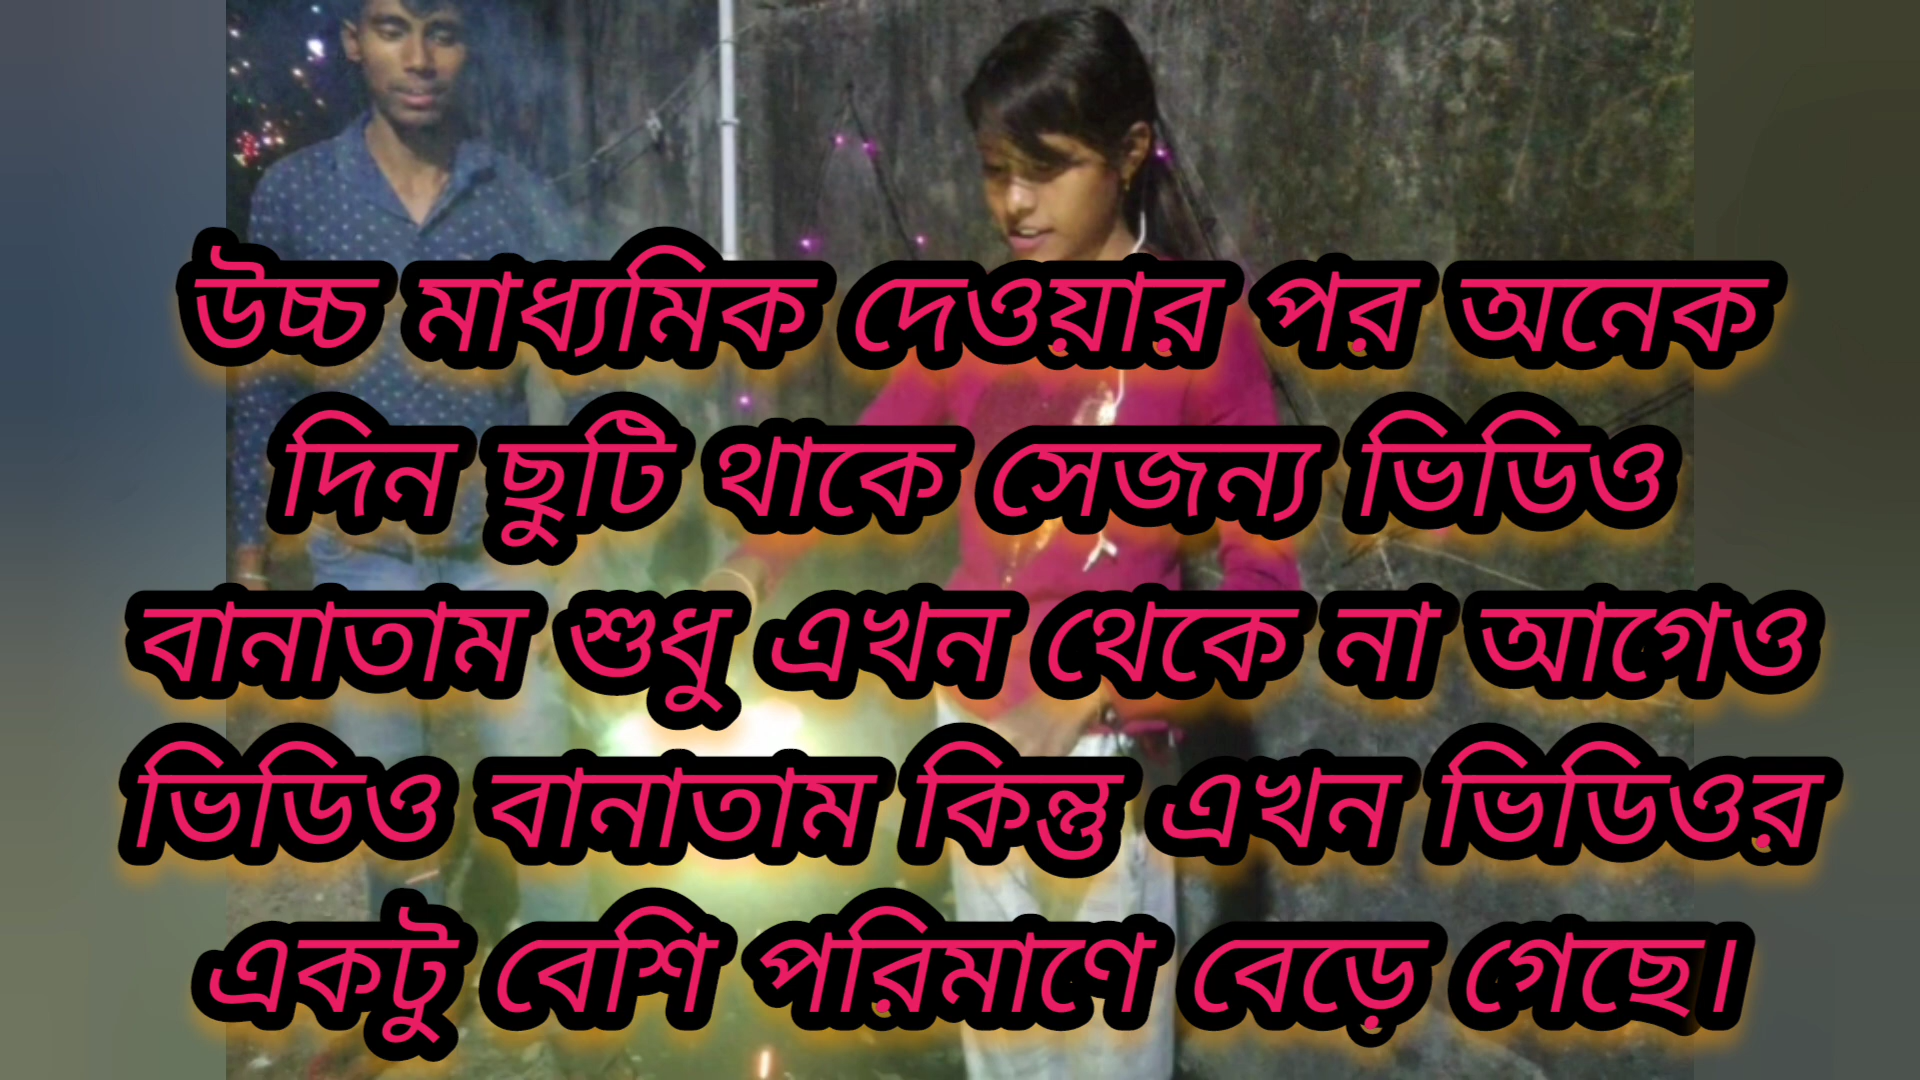 উচ্চ মাধ্যমিক দেওয়ার পর অনেক
দিন ছুটি থাকে সেজন্য ভিডিও
বানাতাম শুধু এখন থেকে না আগেও
ভিডিও বানাতাম কিন্তু এখন ভিডিওর
একটু বেশি পরিমাণে বেড়ে গেছে।